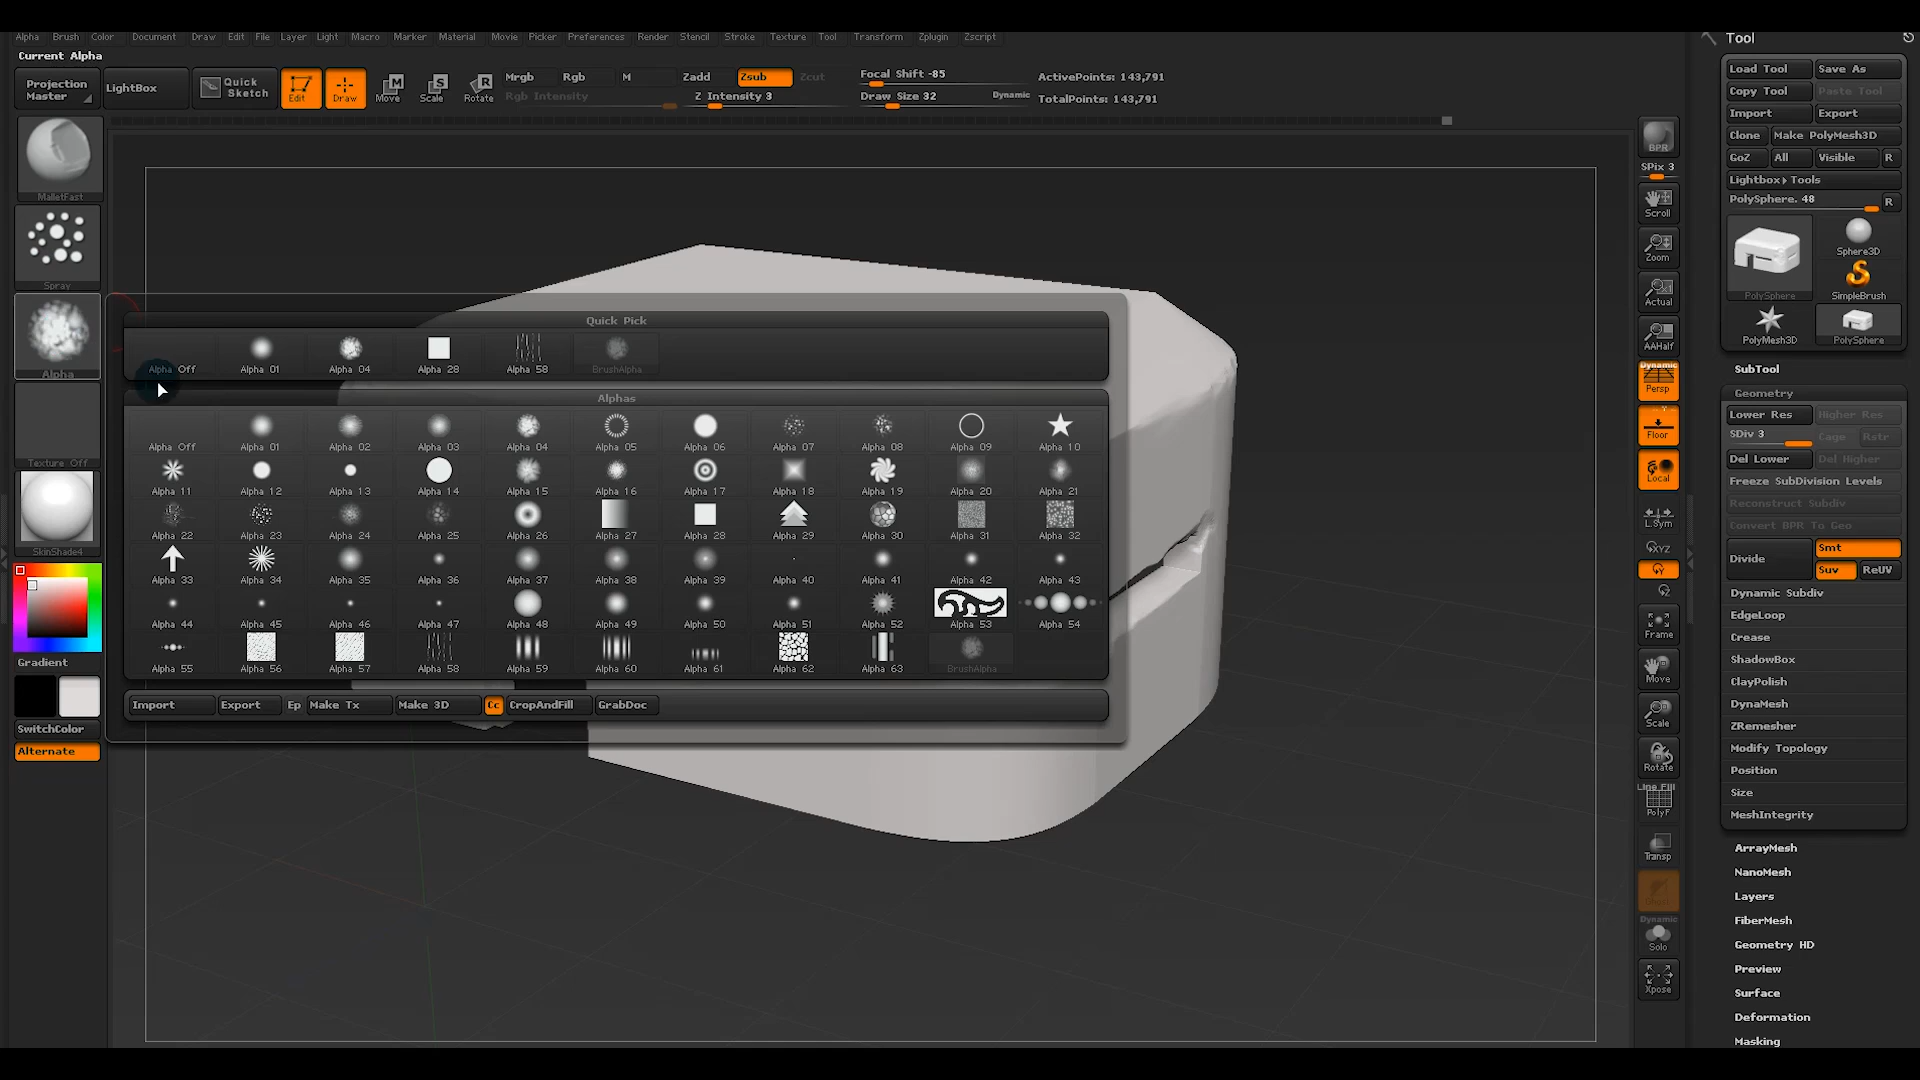 Alpha Brush Color Document Draw Edit File Layer Light Macro Marker Material Movie Picker Preferences Render Stencil Stroke Texture Tool Transform Zplugin Zscript
Current Alpha
Projection Master
LightBox
Quick Sketch
Edit
Draw
Move
Scale
Rotate
Mrgb Rgb M
Rgb Intensity
Zadd Zsub Zcut
Z Intensity 3
Focal Shift -85
Draw Size 32 Dynamic
ActivePoints: 143,791
TotalPoints: 143,791
MalletFast
Spray
Alpha
Texture Off
SkinShade4
Gradient
SwitchColor
Alternate
Quick Pick
Alpha Off Alpha 01 Alpha 04 Alpha 28 Alpha 58 BrushAlpha
Alphas
Alpha Off Alpha 01 Alpha 02 Alpha 03 Alpha 04 Alpha 05 Alpha 06 Alpha 07 Alpha 08 Alpha 09 Alpha 10
Alpha 11 Alpha 12 Alpha 13 Alpha 14 Alpha 15 Alpha 16 Alpha 17 Alpha 18 Alpha 19 Alpha 20 Alpha 21
Alpha 22 Alpha 23 Alpha 24 Alpha 25 Alpha 26 Alpha 27 Alpha 28 Alpha 29 Alpha 30 Alpha 31 Alpha 32
Alpha 33 Alpha 34 Alpha 35 Alpha 36 Alpha 37 Alpha 38 Alpha 39 Alpha 40 Alpha 41 Alpha 42 Alpha 43
Alpha 44 Alpha 45 Alpha 46 Alpha 47 Alpha 48 Alpha 49 Alpha 50 Alpha 51 Alpha 52 Alpha 53 Alpha 54
Alpha 55 Alpha 56 Alpha 57 Alpha 58 Alpha 59 Alpha 60 Alpha 61 Alpha 62 Alpha 63 BrushAlpha
Import Export Ep Make Tx Make 3D Cc CropAndFill GrabDoc
BPR
SPix 3
Scroll
Zoom
Actual
AAHalf
Dynamic
Persp
Floor
Local
L.Sym
XYZ
Frame
Move
Scale
Rotate
Line Fill
PolyF
Transp
Dynamic
Solo
Xpose
Tool
Load Tool Save As
Copy Tool Paste Tool
Import Export
Clone Make PolyMesh3D
GoZ All Visible R
Lightbox▸Tools
PolySphere. 48 R
PolySphere
Sphere3D
SimpleBrush
PolyMesh3D PolySphere
SubTool
Geometry
Lower Res Higher Res
SDiv 3 Cage Rstr
Del Lower Del Higher
Freeze SubDivision Levels
Reconstruct Subdiv
Convert BPR To Geo
Divide Smt
Suv ReUV
Dynamic Subdiv
EdgeLoop
Crease
ShadowBox
ClayPolish
DynaMesh
ZRemesher
Modify Topology
Position
Size
MeshIntegrity
ArrayMesh
NanoMesh
Layers
FiberMesh
Geometry HD
Preview
Surface
Deformation
Masking